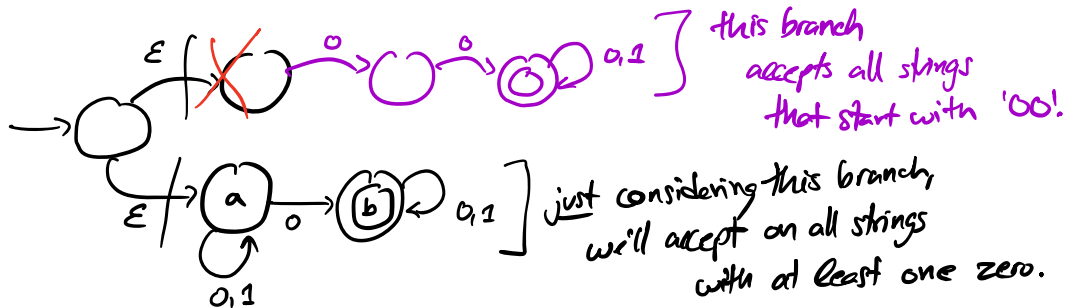 ε
0
0
0,1
this branch
accepts all strings
that start with '00!
ε
a
0
b
0,1
0,1
just considering this branch,
we'll accept on all strings
with at least one zero.